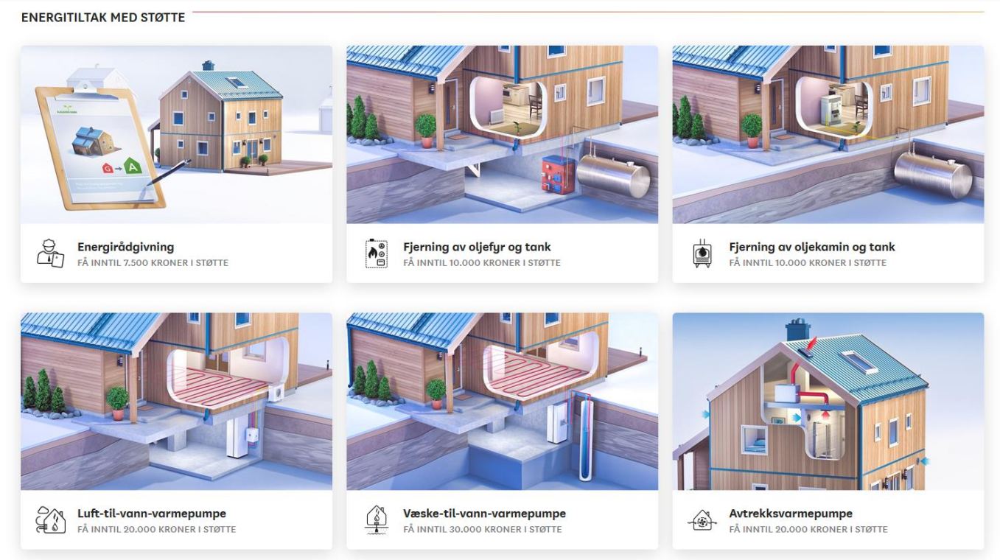 ENERGITILTAK MED STØTTE
G
A
Energirådgivning
FÅ INNTIL 7.500 KRONER I STØTTE
Fjerning av oljefyr og tank
FÅ INNTIL 10.000 KRONER I STØTTE
Fjerning av oljekamin og tank
FÅ INNTIL 10.000 KRONER I STØTTE
Luft-til-vann-varmepumpe
FÅ INNTIL 20.000 KRONER I STØTTE
Væske-til-vann-varmepumpe
FÅ INNTIL 30.000 KRONER I STØTTE
Avtrekksvarmepumpe
FÅ INNTIL 20.000 KRONER I STØTTE